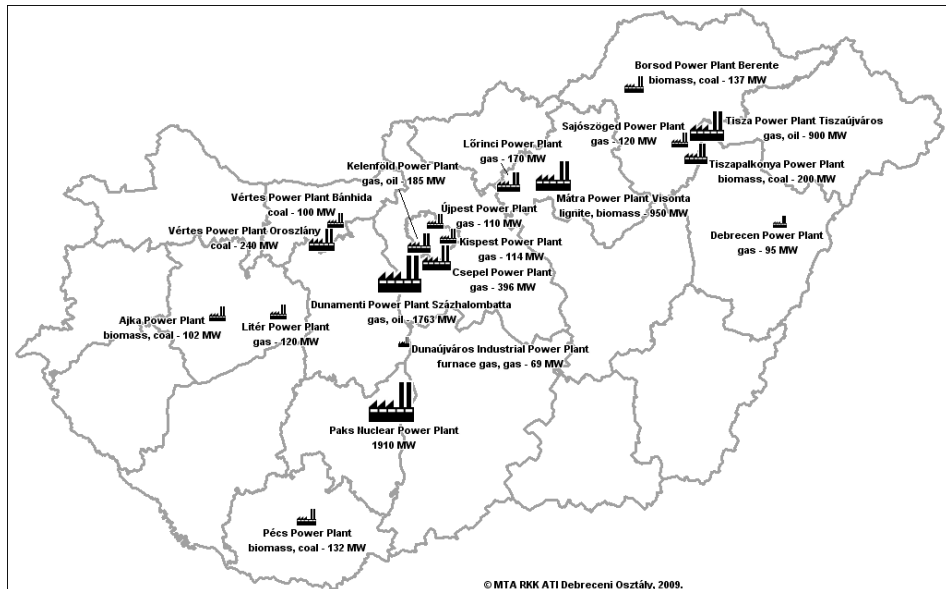 Borsod Power Plant Berente
biomass, coal - 137 MW
Tisza Power Plant Tiszaújváros
gas, oil - 900 MW
Sajószöged Power Plant
gas - 120 MW
Lőrinci Power Plant
gas - 170 MW
Tiszapalkonya Power Plant
biomass, coal - 200 MW
Kelenföld Power Plant
gas, oil - 185 MW
Mátra Power Plant Visonta
lignite, biomass - 950 MW
Vértes Power Plant Bánhida
coal - 100 MW
Újpest Power Plant
gas - 110 MW
Vértes Power Plant Oroszlány
coal - 240 MW
Debrecen Power Plant
gas - 95 MW
Kispest Power Plant
gas - 114 MW
Csepel Power Plant
gas - 396 MW
Dunamenti Power Plant Százhalombatta
gas, oil - 1763 MW
Ajka Power Plant
biomass, coal - 102 MW
Litér Power Plant
gas - 120 MW
Dunaújváros Industrial Power Plant
furnace gas, gas - 69 MW
Paks Nuclear Power Plant
1910 MW
Pécs Power Plant
biomass, coal - 132 MW
© MTA RKK ATI Debreceni Osztály, 2009.